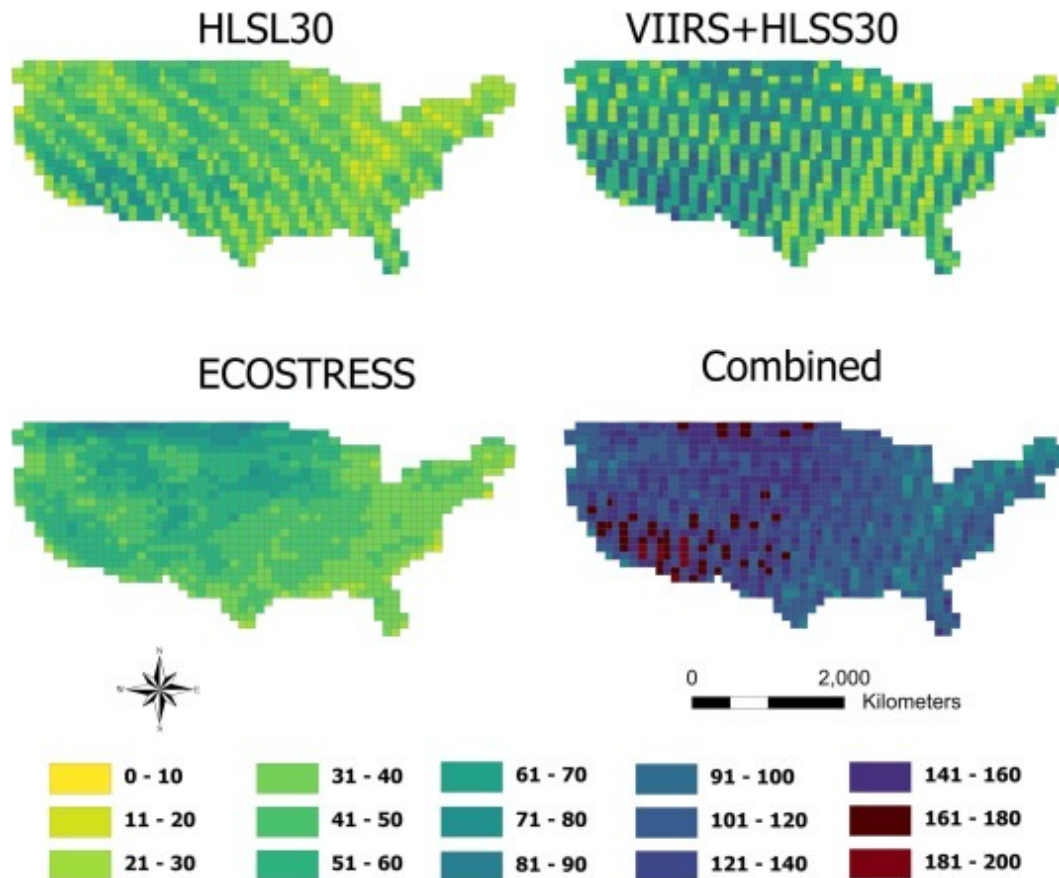 HLSL30 VIIRS+HLSS30
ECOSTRESS Combined
N
W E
S
0 2,000
Kilometers
0 - 10 31 - 40 61 - 70 91 - 100 141 - 160
11 - 20 41 - 50 71 - 80 101 - 120 161 - 180
21 - 30 51 - 60 81 - 90 121 - 140 181 - 200